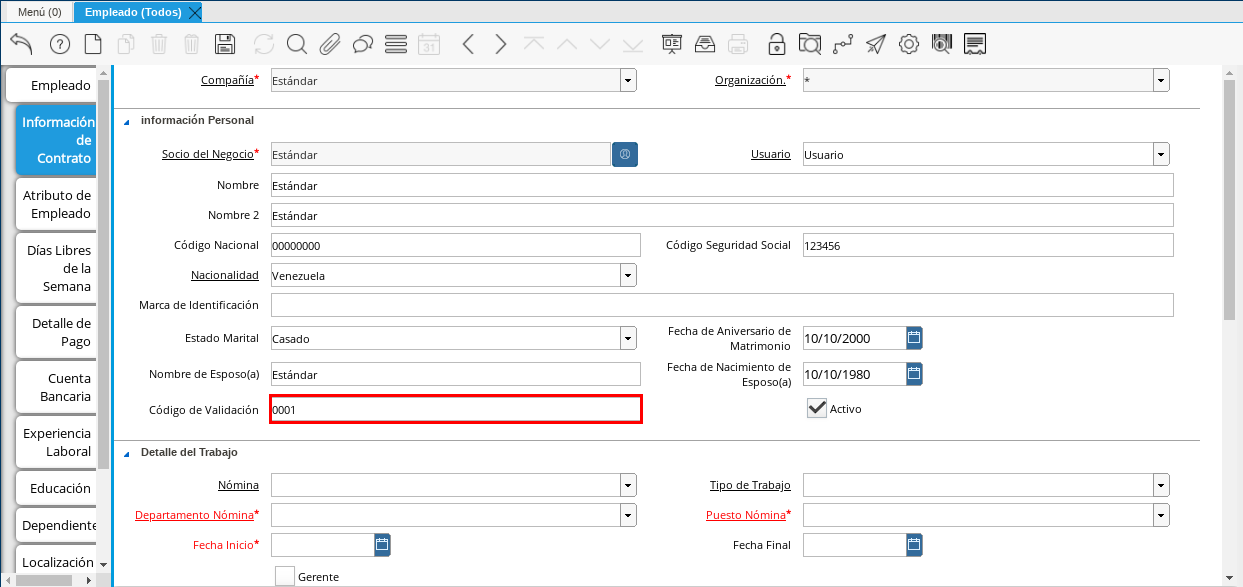 Menú (0)
Empleado (Todos)
31
Empleado
Información
de
Contrato
Atributo de
Empleado
Días Libres
de la
Semana
Detalle de
Pago
Cuenta
Bancaria
Experiencia
Laboral
Educación
Dependiente
Localización
Compañía* Estándar Organización.* *
información Personal
Socio del Negocio* Estándar Usuario Usuario
Nombre Estándar
Nombre 2 Estándar
Código Nacional 00000000 Código Seguridad Social 123456
Nacionalidad Venezuela
Marca de Identificación
Estado Marital Casado Fecha de Aniversario de
Matrimonio 10/10/2000
Nombre de Esposo(a) Estándar Fecha de Nacimiento de
Esposo(a) 10/10/1980
Código de Validación 0001 Activo
Detalle del Trabajo
Nómina Tipo de Trabajo
Departamento Nómina* Puesto Nómina*
Fecha Inicio* Fecha Final
Gerente